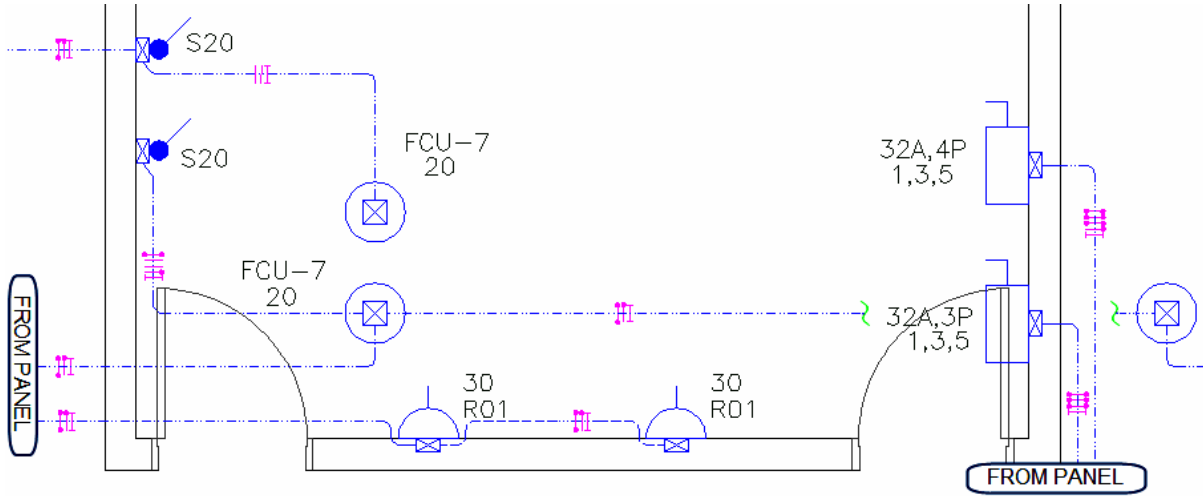 S20
S20
FCU-7
20
32A,4P
1,3,5
FCU-7
20
32A,3P
1,3,5
FROM PANEL
30
R01
30
R01
FROM PANEL